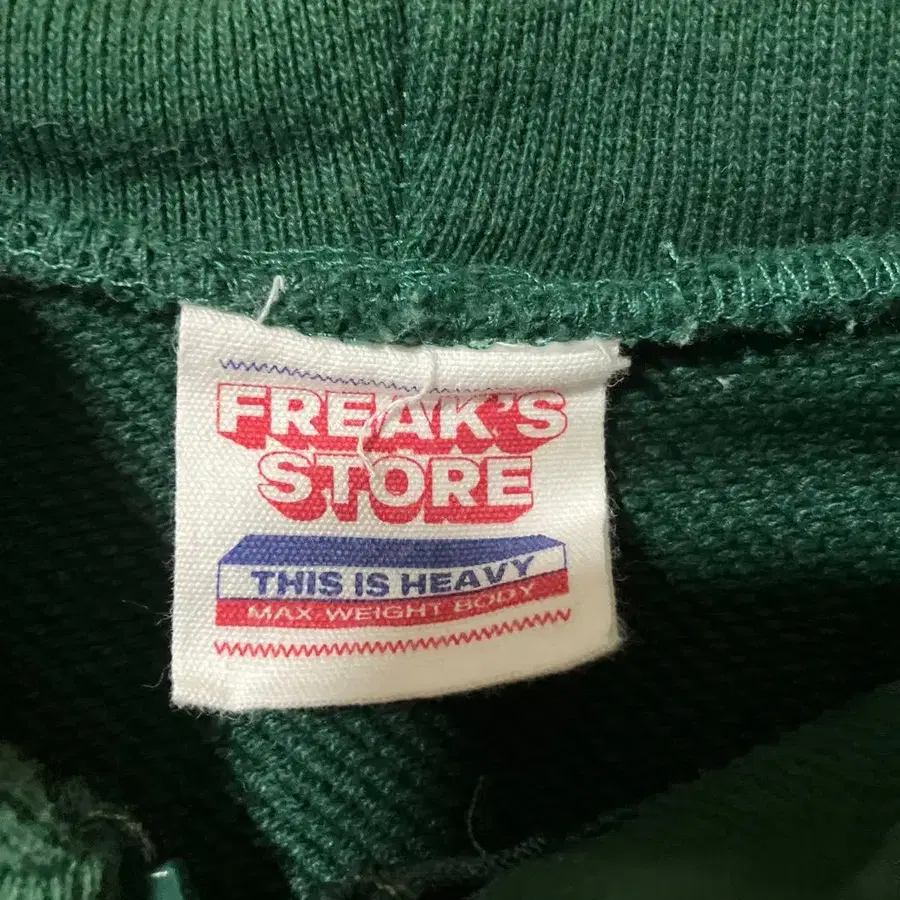 FREAK'S
STORE
THIS IS HEAVY
MAX WEIGHT BODY